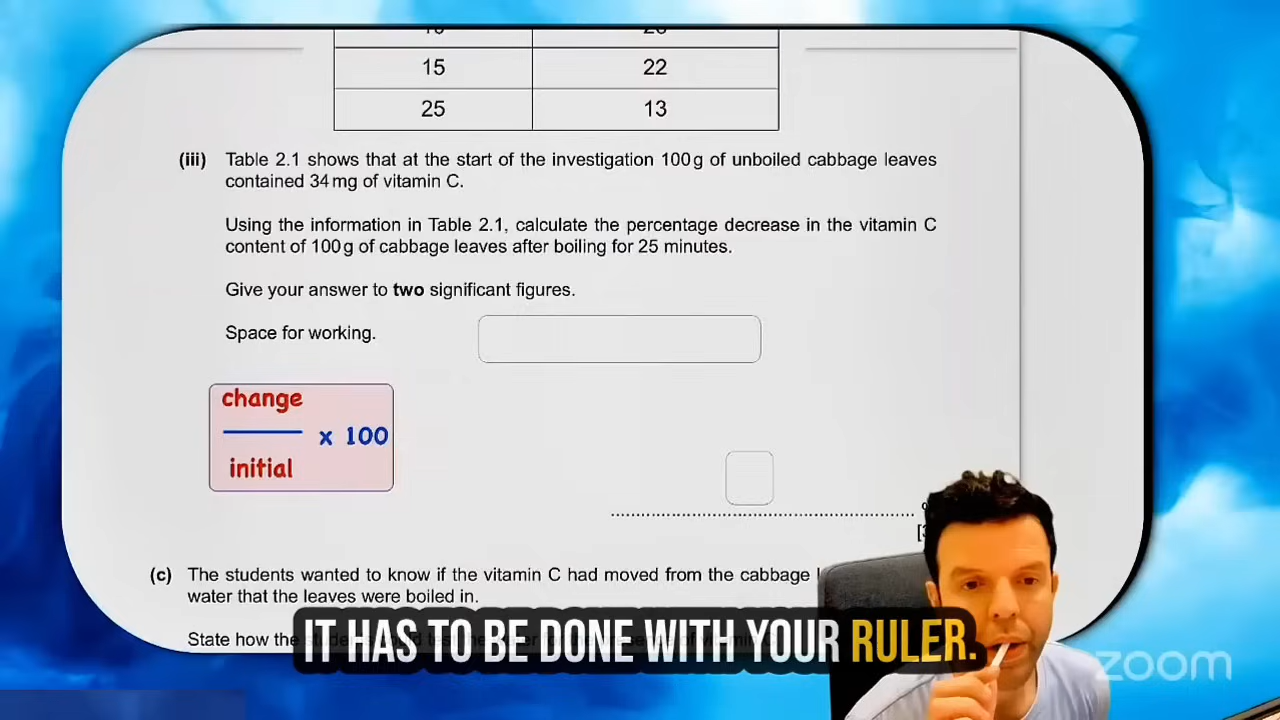 15 22
25 13
(iii) Table 2.1 shows that at the start of the investigation 100 g of unboiled cabbage leaves
contained 34 mg of vitamin C.
Using the information in Table 2.1, calculate the percentage decrease in the vitamin C
content of 100 g of cabbage leaves after boiling for 25 minutes.
Give your answer to two significant figures.
Space for working.
change
initial
x 100
(c) The students wanted to know if the vitamin C had moved from the cabbage
water that the leaves were boiled in.
State how the
IT HAS TO BE DONE WITH YOUR RULER.
zoom